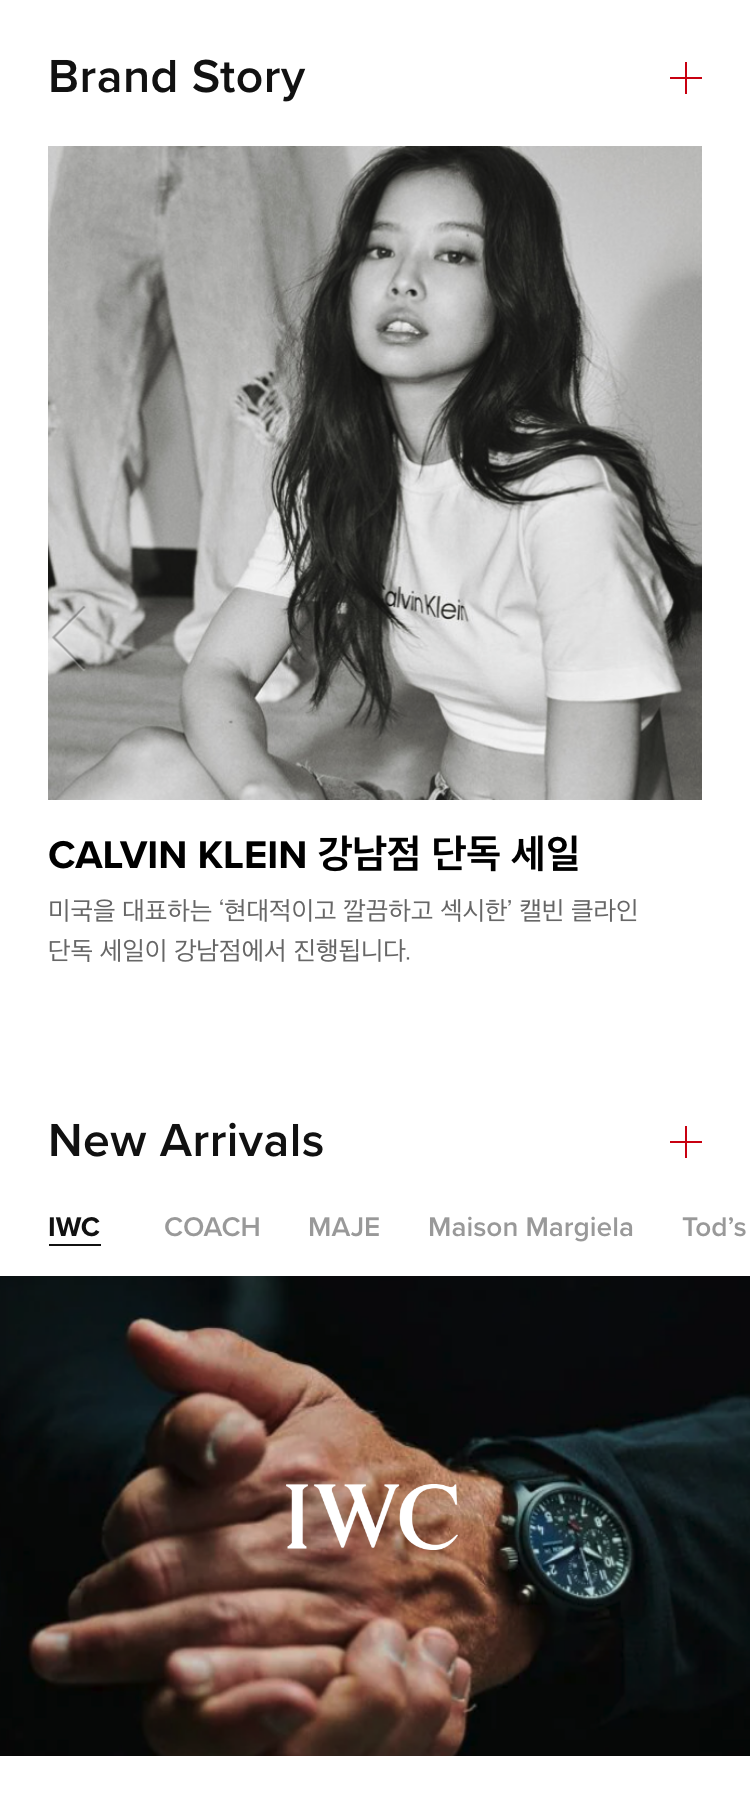 Brand Story
Calvin Klein
CALVIN KLEIN 강남점 단독 세일
미국을 대표하는 ‘현대적이고 깔끔하고 섹시한’ 캘빈 클라인
단독 세일이 강남점에서 진행됩니다.
New Arrivals
IWC COACH MAJE Maison Margiela Tod’s
IWC